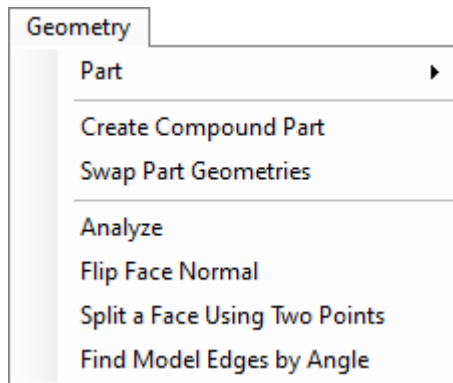 Geometry
Part
Create Compound Part
Swap Part Geometries
Analyze
Flip Face Normal
Split a Face Using Two Points
Find Model Edges by Angle